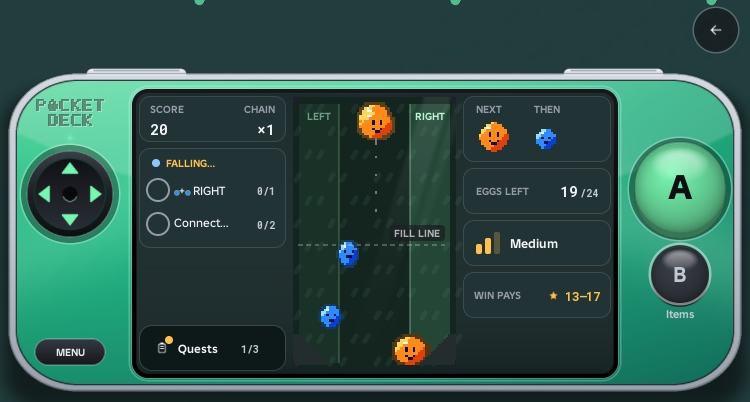 POCKET
DECK
SCORE CHAIN
20 ×1
FALLING...
RIGHT 0/1
Connect... 0/2
Quests 1/3
MENU
LEFT RIGHT
FILL LINE
NEXT THEN
EGGS LEFT 19/24
Medium
WIN PAYS ★ 13–17
A
B
Items